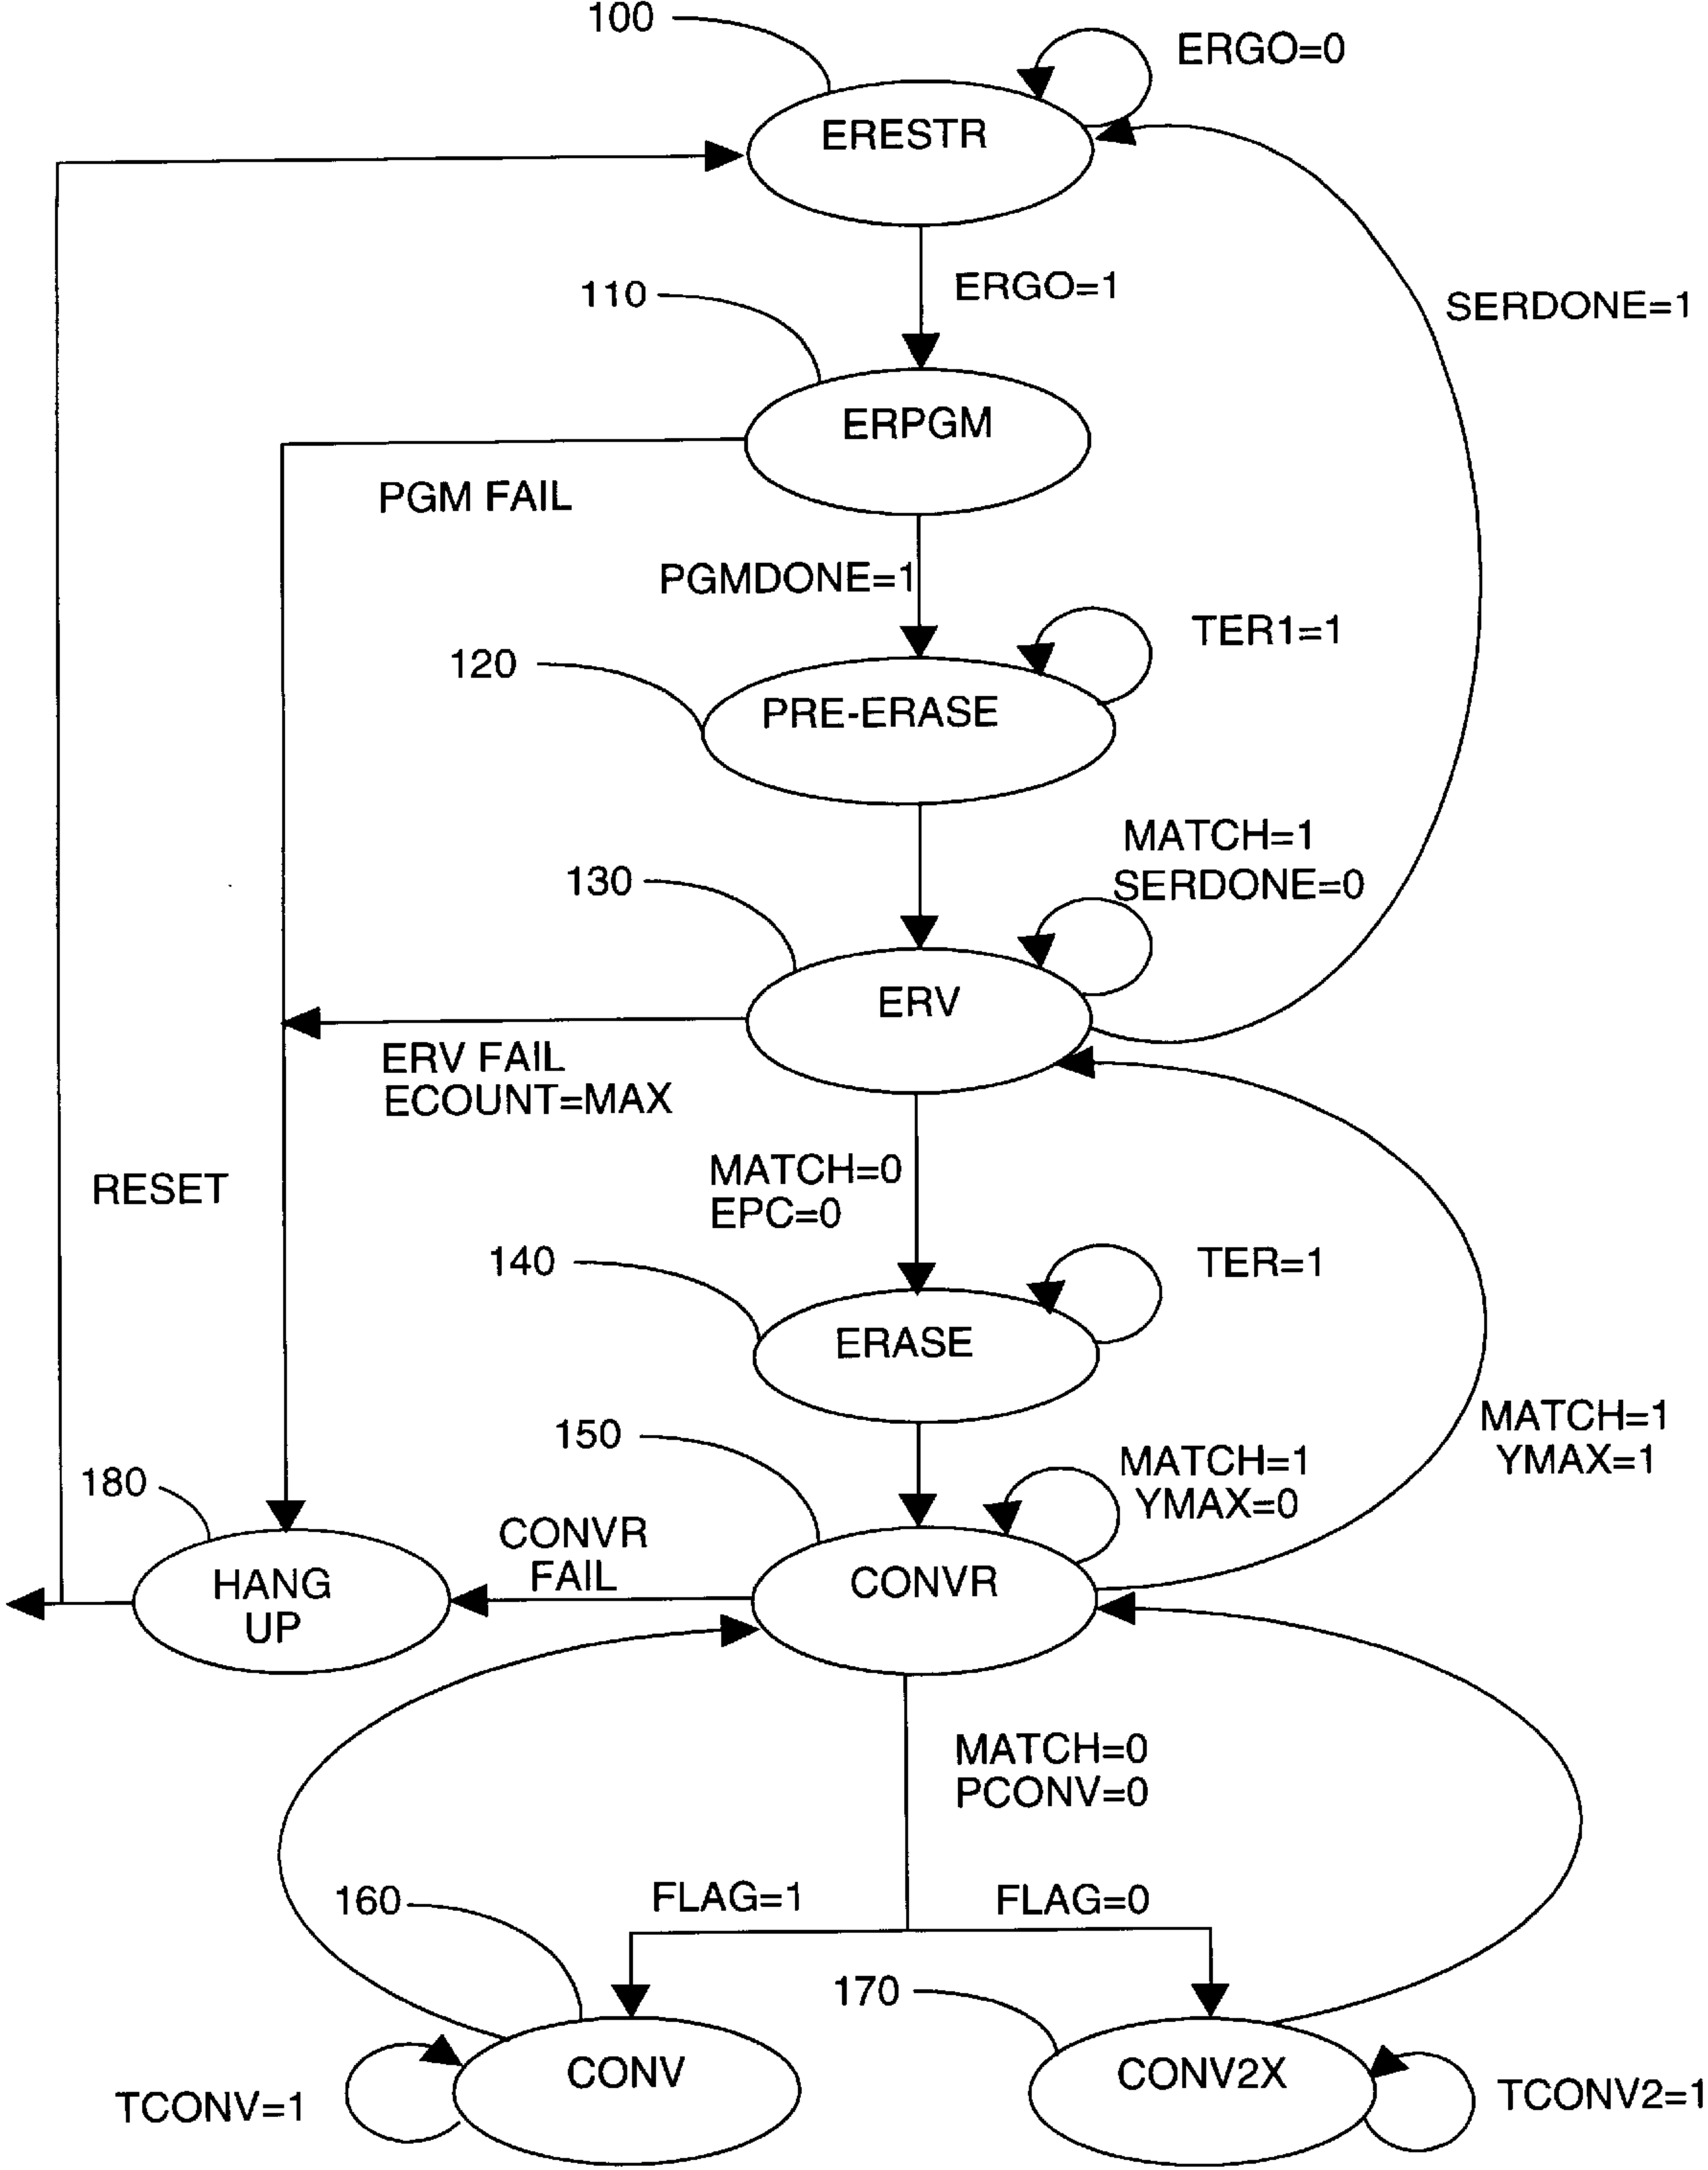 100
ERGO=0
ERESTR
ERGO=1
110
SERDONE=1
ERPGM
PGM FAIL
PGMDONE=1
TER1=1
120
PRE-ERASE
MATCH=1
SERDONE=0
130
ERV
ERV FAIL
ECOUNT=MAX
RESET
MATCH=0
EPC=0
140
TER=1
ERASE
150
MATCH=1
YMAX=1
MATCH=1
YMAX=0
180
CONVR
FAIL
HANG
UP
CONVR
MATCH=0
PCONV=0
160
FLAG=1
FLAG=0
170
CONV
CONV2X
TCONV=1
TCONV2=1